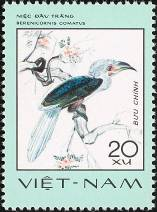 NIỆC ĐẦU TRẮNG
BERENICORNIS COMATUS
BƯU CHÍNH
20
XU
VIỆT-NAM